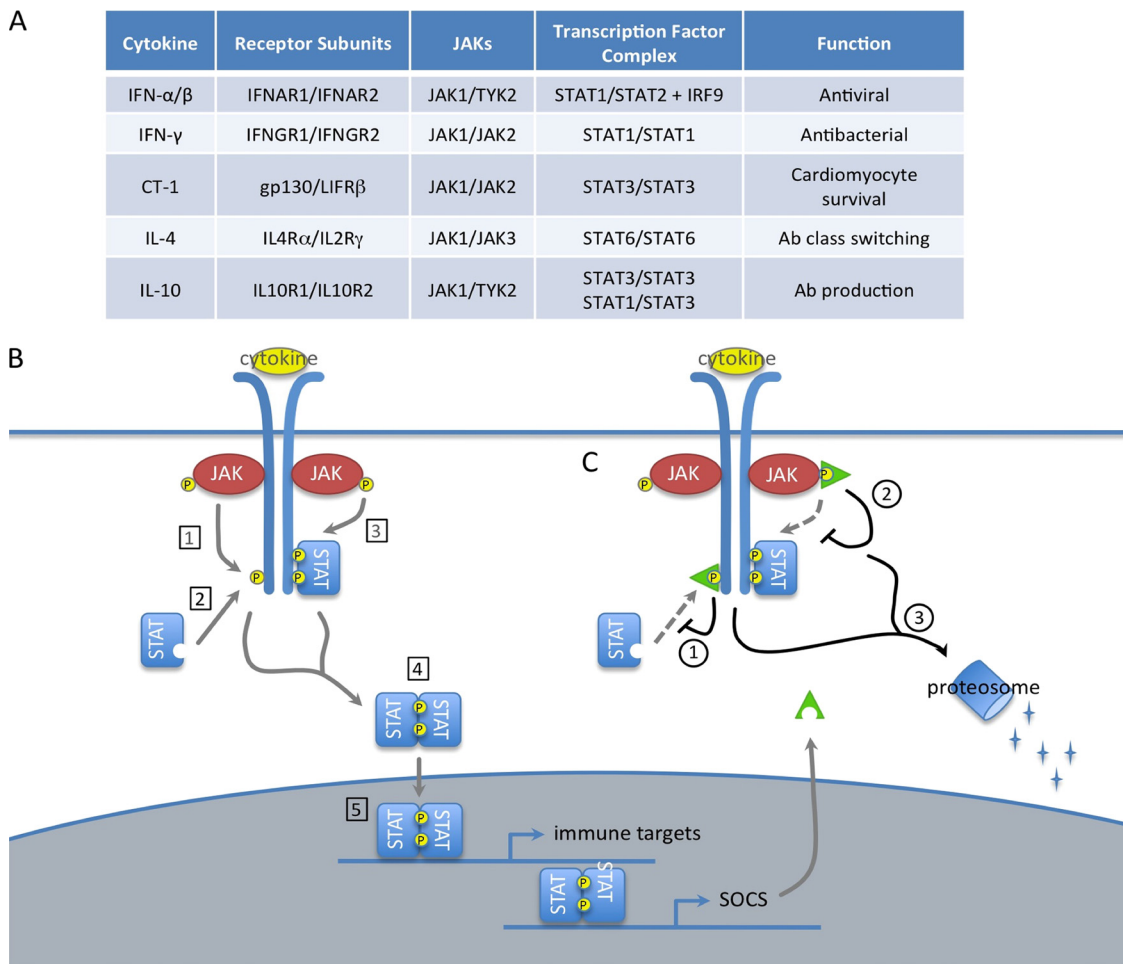 A
Cytokine Receptor Subunits JAKs Transcription Factor Complex Function
IFN-α/β IFNAR1/IFNAR2 JAK1/TYK2 STAT1/STAT2 + IRF9 Antiviral
IFN-γ IFNGR1/IFNGR2 JAK1/JAK2 STAT1/STAT1 Antibacterial
CT-1 gp130/LIFRβ JAK1/JAK2 STAT3/STAT3 Cardiomyocyte survival
IL-4 IL4Rα/IL2Rγ JAK1/JAK3 STAT6/STAT6 Ab class switching
IL-10 IL10R1/IL10R2 JAK1/TYK2 STAT3/STAT3 STAT1/STAT3 Ab production
B
cytokine
P JAK JAK P
1
3
P
P
P
STAT
2
STAT
4
STAT P P STAT
5
STAT P P STAT
immune targets
STAT P P STAT
SOCS
C
cytokine
P JAK JAK P
2
P
P
P
STAT
STAT
1
3
proteosome